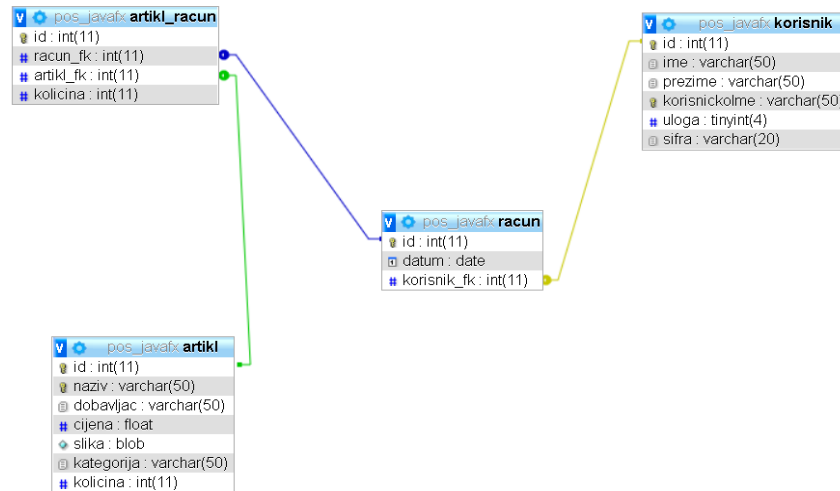 pos_javafx artikl_racun
id : int(11)
racun_fk : int(11)
artikl_fk : int(11)
kolicina : int(11)
pos_javafx korisnik
id : int(11)
ime : varchar(50)
prezime : varchar(50)
korisnickoIme : varchar(50)
uloga : tinyint(4)
sifra : varchar(20)
pos_javafx racun
id : int(11)
datum : date
korisnik_fk : int(11)
pos_javafx artikl
id : int(11)
naziv : varchar(50)
dobavljac : varchar(50)
cijena : float
slika : blob
kategorija : varchar(50)
kolicina : int(11)